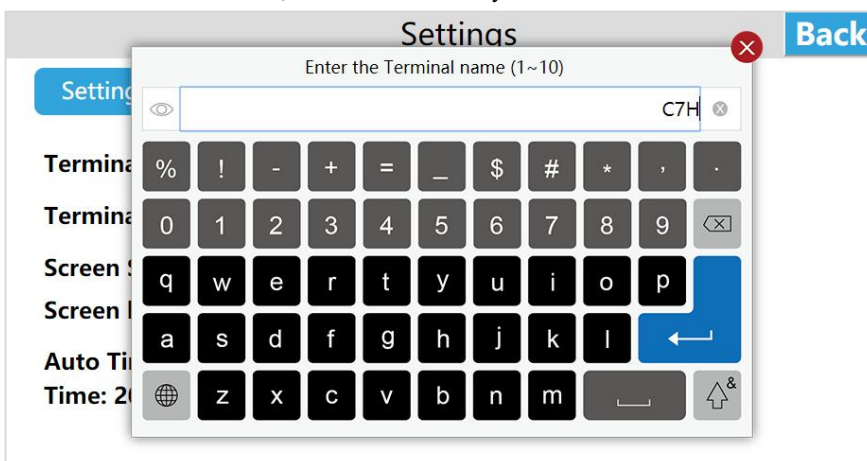 Settings
Back
Enter the Terminal name (1~10)
Setting
C7H
Termina
% ! - + = _ $ # * , .
Termina
0 1 2 3 4 5 6 7 8 9
Screen
q w e r t y u i o p
Screen
a s d f g h j k l
Auto Ti
Time: 20
z x c v b n m
&